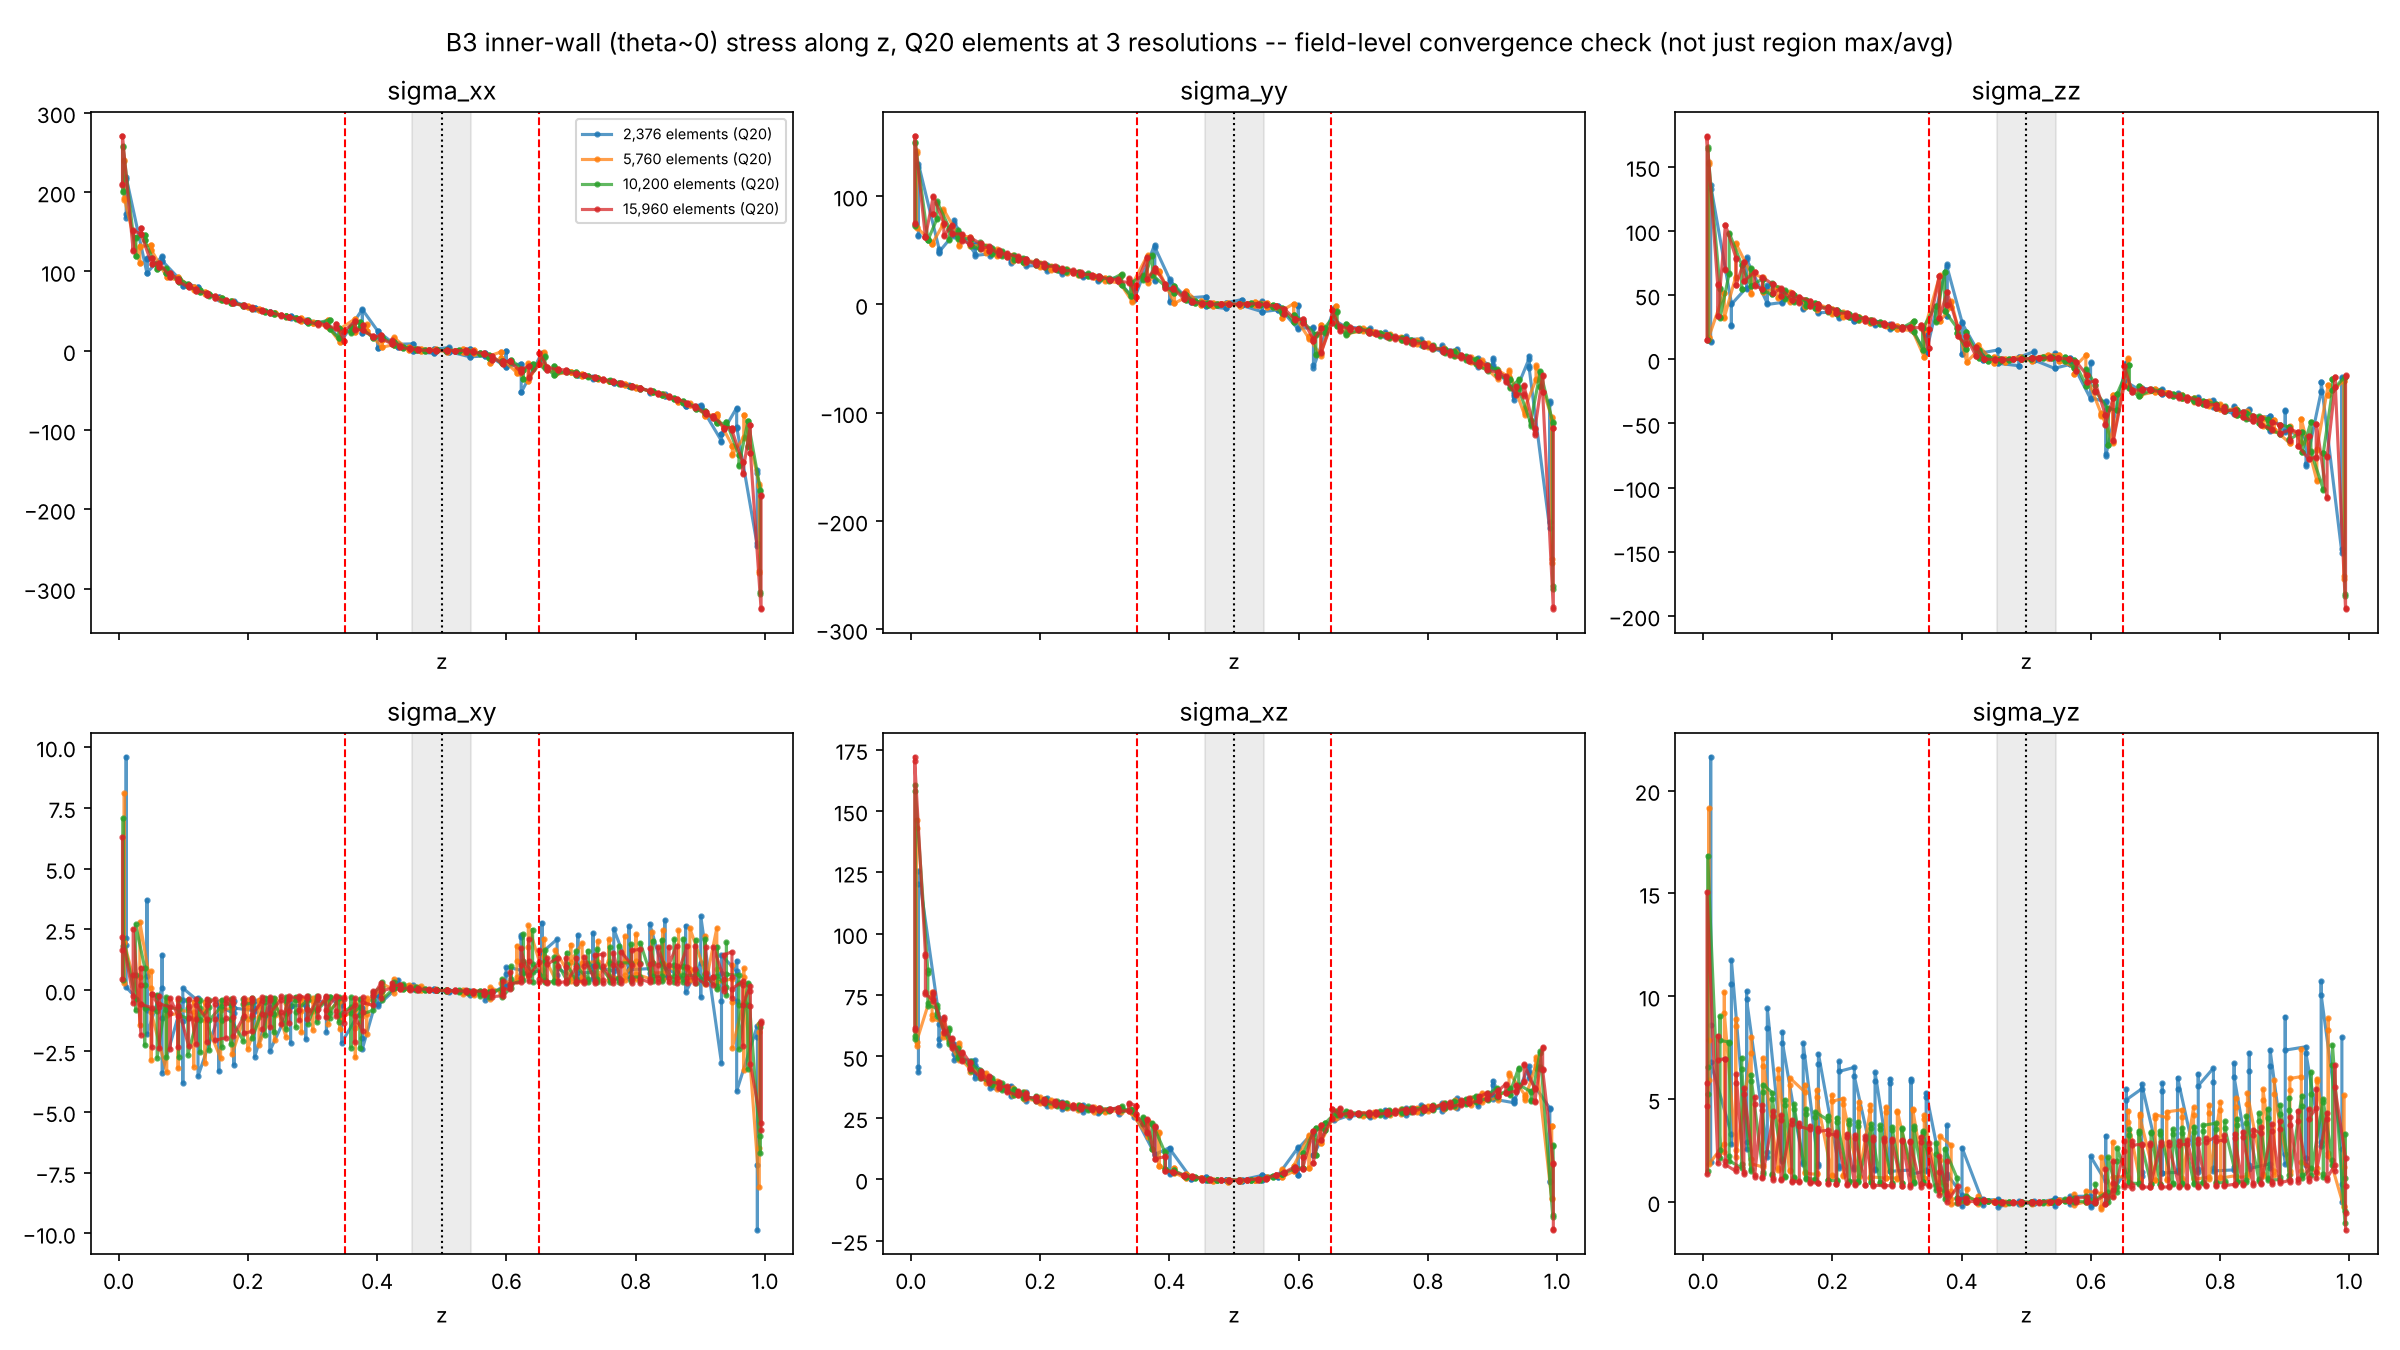 B3 inner-wall (theta~0) stress along z, Q20 elements at 3 resolutions -- field-level convergence check (not just region max/avg)
sigma_xx
300
200
100
0
−100
−200
−300
2,376 elements (Q20)
5,760 elements (Q20)
10,200 elements (Q20)
15,960 elements (Q20)
z
sigma_yy
100
0
−100
−200
−300
z
sigma_zz
150
100
50
0
−50
−100
−150
−200
z
sigma_xy
10.0
7.5
5.0
2.5
0.0
−2.5
−5.0
−7.5
−10.0
0.0 0.2 0.4 0.6 0.8 1.0
z
sigma_xz
175
150
125
100
75
50
25
0
−25
0.0 0.2 0.4 0.6 0.8 1.0
z
sigma_yz
20
15
10
5
0
0.0 0.2 0.4 0.6 0.8 1.0
z